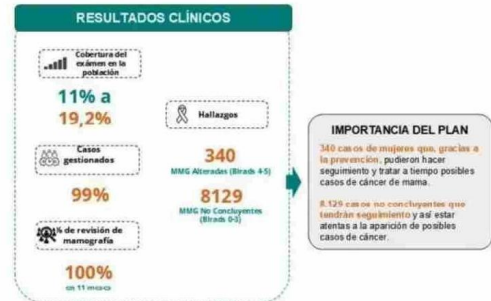 RESULTADOS CLÍNICOS
Cobertura del
exámen en la
población
11% a
19,2%
Casos
gestionados
99%
% de revisión de
mamografía
100%
en 11 meses
Hallazgos
340
MMG Alteradas (Birads 4-5)
8129
MMG No Concluyentes
(Birads 0-3)
IMPORTANCIA DEL PLAN
340 casos de mujeres que, gracias a
la prevención, pudieron hacer
seguimiento y tratar a tiempo posibles
casos de cáncer de mama.
8.129 casos no concluyentes que
tendrán seguimiento y así estar
atentas a la aparición de posibles
casos de cáncer.